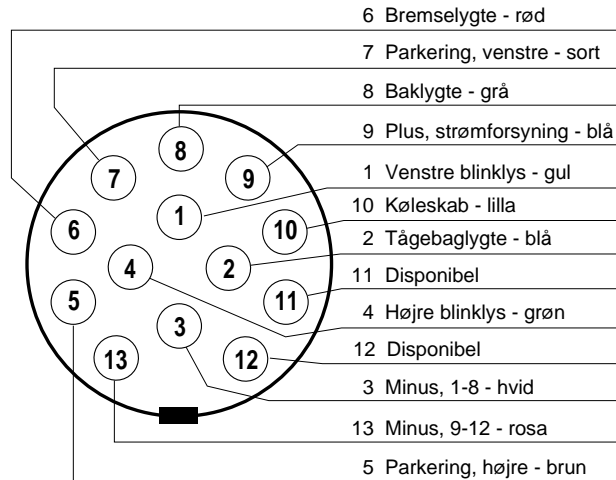 6 Bremselygte - rød
7 Parkering, venstre - sort
8 Baklygte - grå
9 Plus, strømforsyning - blå
1 Venstre blinklys - gul
10 Køleskab - lilla
2 Tågebaglygte - blå
11 Disponibel
4 Højre blinklys - grøn
12 Disponibel
3 Minus, 1-8 - hvid
13 Minus, 9-12 - rosa
5 Parkering, højre - brun
8
7
9
1
6
10
4
2
5
11
3
13
12